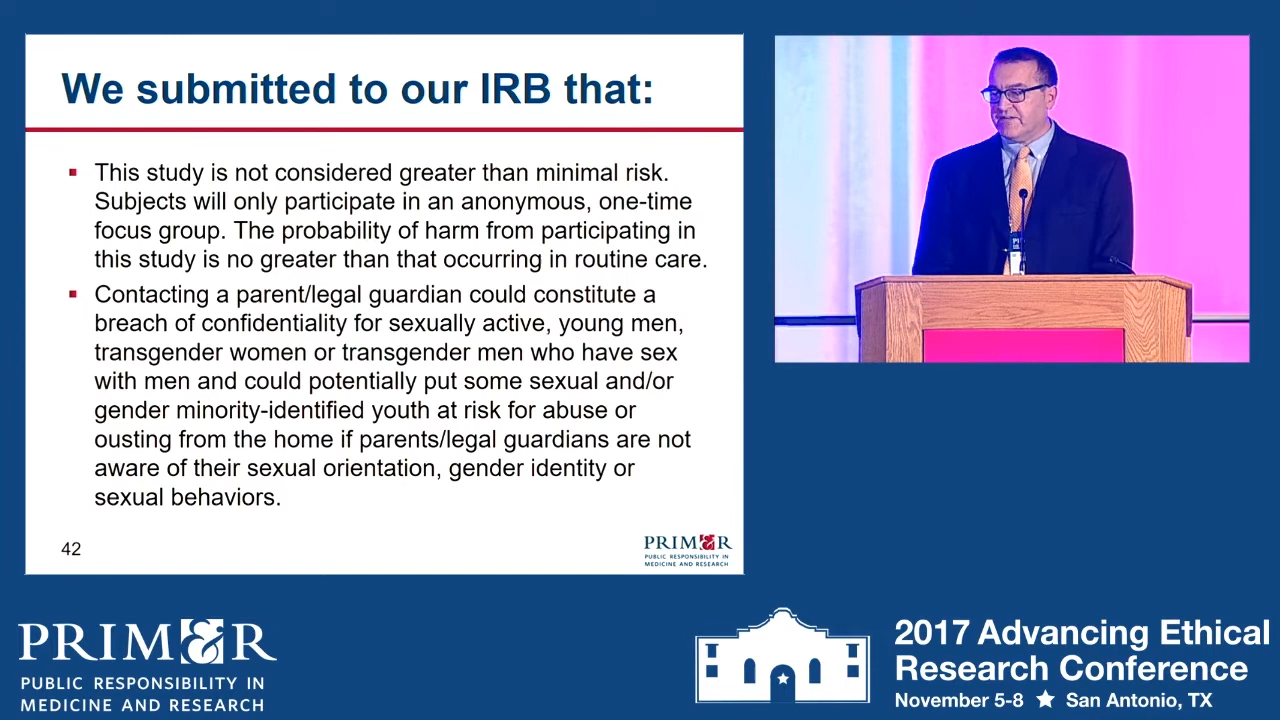 We submitted to our IRB that:
This study is not considered greater than minimal risk.
Subjects will only participate in an anonymous, one-time
focus group. The probability of harm from participating in
this study is no greater than that occurring in routine care.
Contacting a parent/legal guardian could constitute a
breach of confidentiality for sexually active, young men,
transgender women or transgender men who have sex
with men and could potentially put some sexual and/or
gender minority-identified youth at risk for abuse or
ousting from the home if parents/legal guardians are not
aware of their sexual orientation, gender identity or
sexual behaviors.
42
PRIM&R
PUBLIC RESPONSIBILITY IN
MEDICINE AND RESEARCH
PRIM&R
PUBLIC RESPONSIBILITY IN
MEDICINE AND RESEARCH
2017 Advancing Ethical
Research Conference
November 5-8 ★ San Antonio, TX